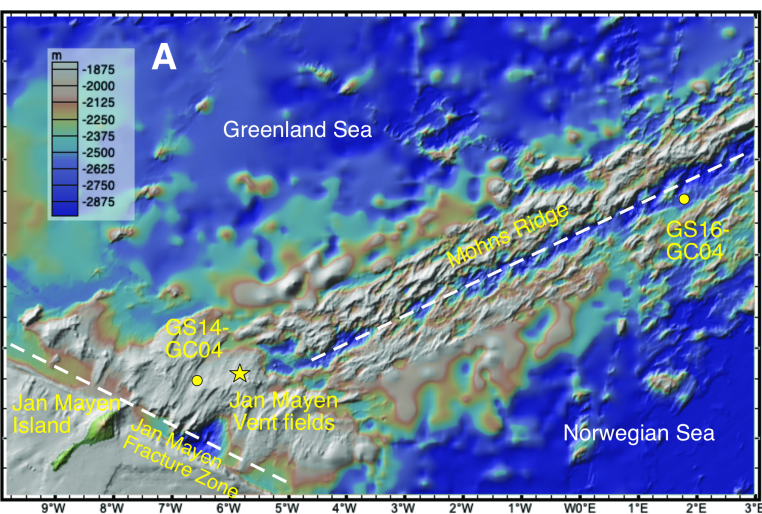 A
m
-1875
-2000
-2125
-2250
-2375
-2500
-2625
-2750
-2875
Greenland Sea
Mohns Ridge
GS16-
GC04
GS14-
GC04
Jan Mayen
Vent fields
Jan Mayen
Island
Jan Mayen
Fracture Zone
Norwegian Sea
9°W 8°W 7°W 6°W 5°W 4°W 3°W 2°W 1°W W0°E 1°E 2°E 3°E